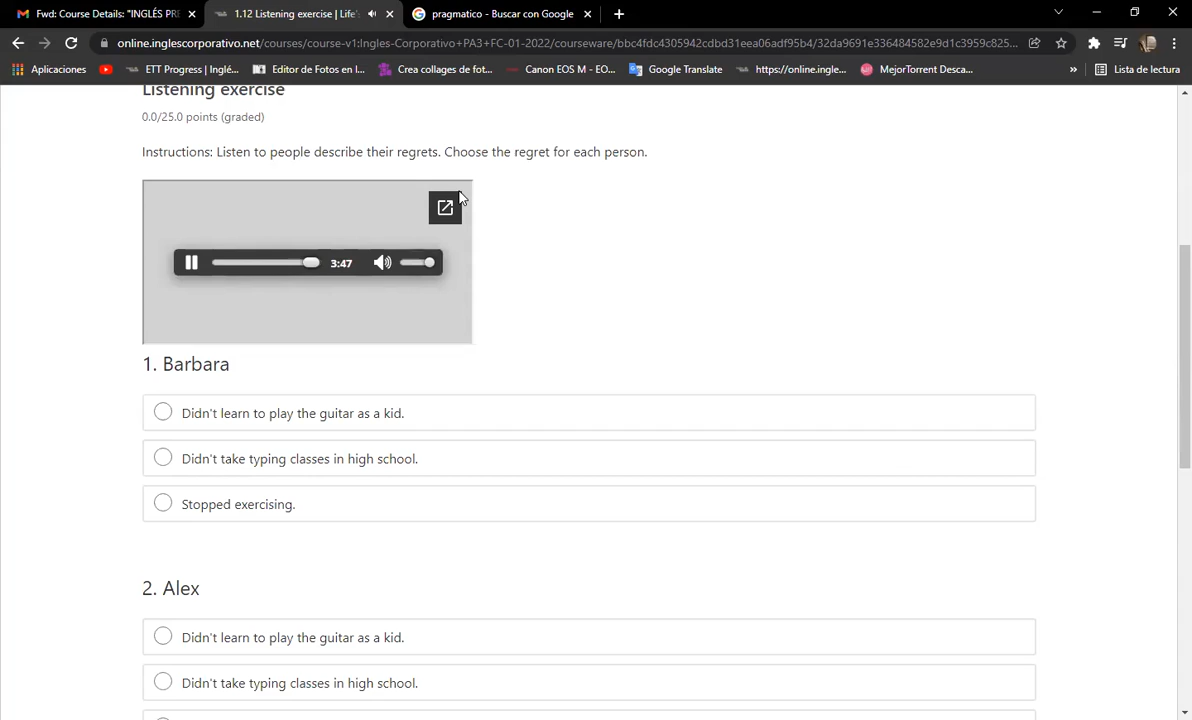 Fwd: Course Details: "INGLÉS PRE
1.12 Listening exercise | Life's
pragmatico - Buscar con Google
online.inglescorporativo.net/courses/course-v1:Ingles-Corporativo+PA3+FC-01-2022/courseware/bbc4fdc4305942cdbd31eea06adf95b4/32da9691e336484582e9d1c3959c825...
Aplicaciones
ETT Progress | Inglé...
Editor de Fotos en l...
Crea collages de fot...
Canon EOS M - EO...
Google Translate
https://online.ingle...
MejorTorrent Desca...
»
Lista de lectura
Listening exercise
0.0/25.0 points (graded)
Instructions: Listen to people describe their regrets. Choose the regret for each person.
3:47
1. Barbara
Didn't learn to play the guitar as a kid.
Didn't take typing classes in high school.
Stopped exercising.
2. Alex
Didn't learn to play the guitar as a kid.
Didn't take typing classes in high school.